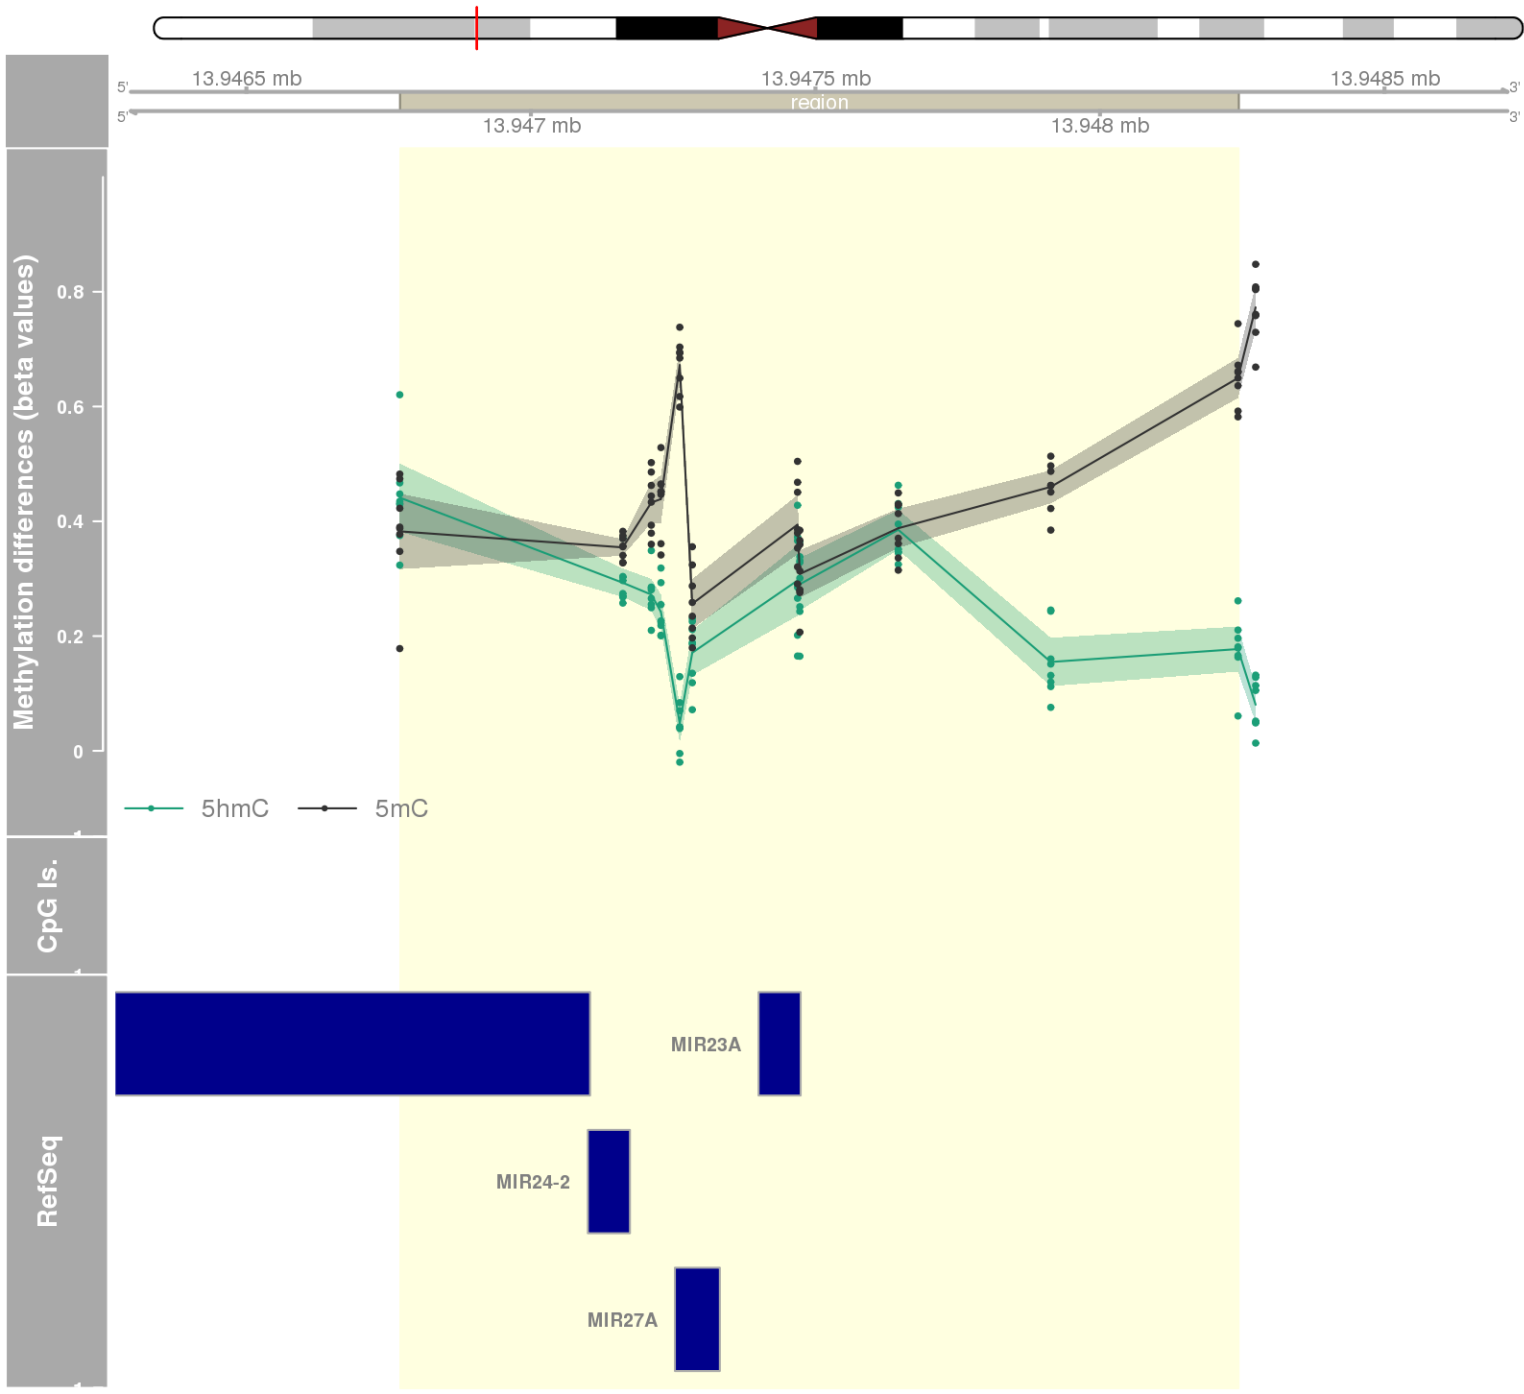 13.9465 mb
13.9475 mb
13.9485 mb
5'
3'
region
5'
3'
13.947 mb
13.948 mb
Methylation differences (beta values)
0.8
0.6
0.4
0.2
0
5hmC
5mC
CpG Is.
RefSeq
MIR23A
MIR24-2
MIR27A